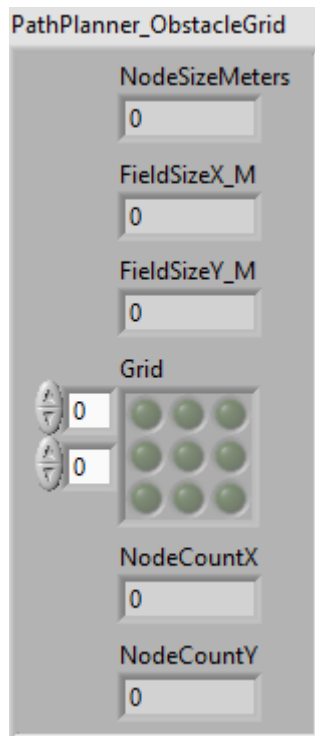 PathPlanner_ObstacleGrid
NodeSizeMeters
0
FieldSizeX_M
0
FieldSizeY_M
0
Grid
0
0
NodeCountX
0
NodeCountY
0